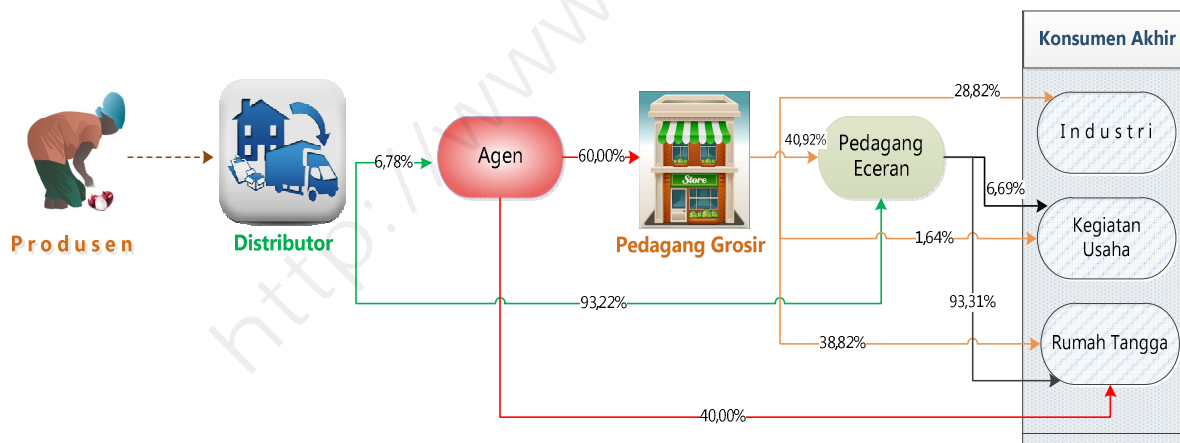 Konsumen Akhir
28,82%
Industri
6,78%
Agen
60,00%
Store
40,92%
Pedagang
Eceran
6,69%
Produsen
Distributor
Pedagang Grosir
1,64%
Kegiatan
Usaha
93,22%
93,31%
38,82%
Rumah Tangga
40,00%
http://www